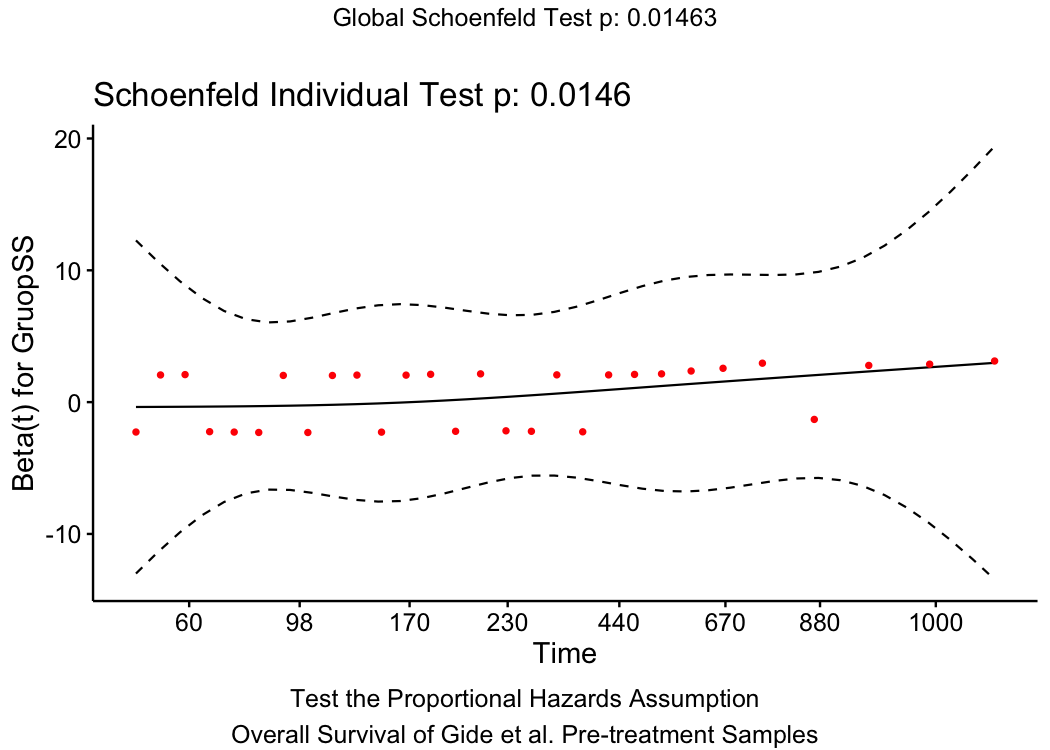 Global Schoenfeld Test p: 0.01463
Schoenfeld Individual Test p: 0.0146
Beta(t) for GruopSS
20
10
0
-10
60 98 170 230 440 670 880 1000
Time
Test the Proportional Hazards Assumption
Overall Survival of Gide et al. Pre-treatment Samples